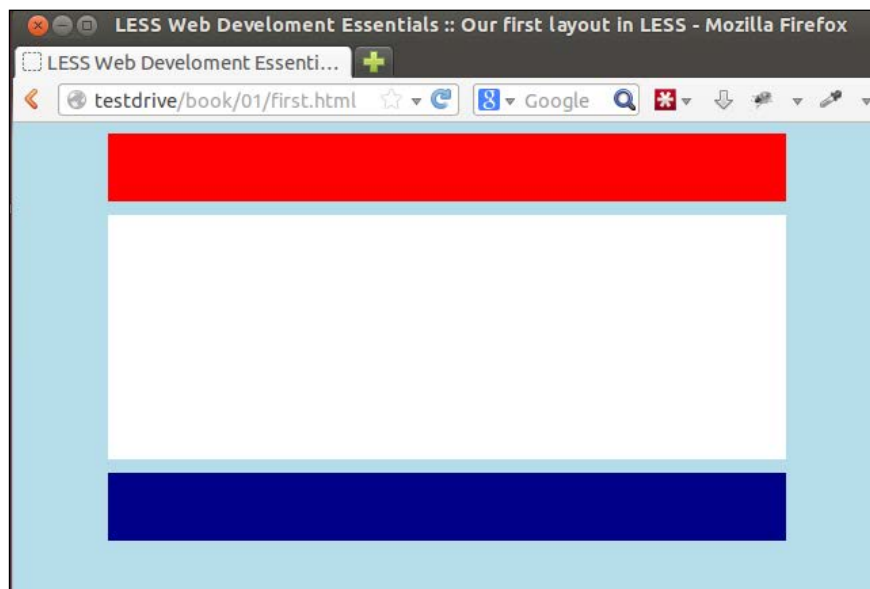 LESS Web Develoment Essentials :: Our first layout in LESS - Mozilla Firefox
LESS Web Develoment Essenti...
testdrive/book/01/first.html
8 Google